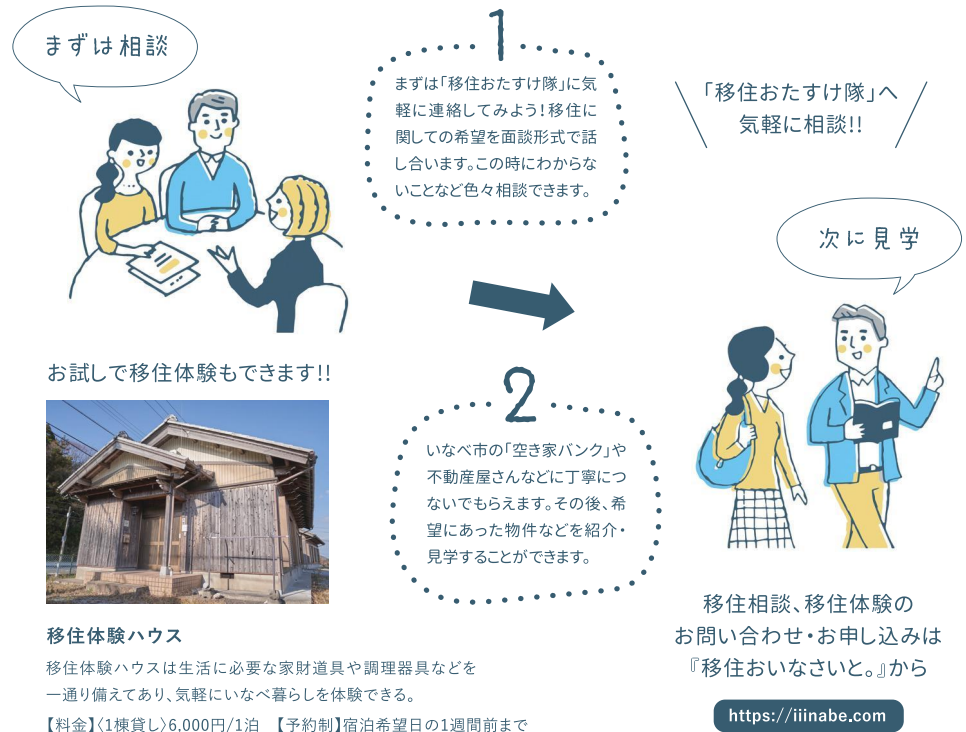 まずは相談
1
まずは「移住おたすけ隊」に気
軽に連絡してみよう！移住に
関しての希望を面談形式で話
し合います。この時にわからな
いことなど色々相談できます。
「移住おたすけ隊」へ
気軽に相談!!
次に見学
お試しで移住体験もできます!!
2
いなべ市の「空き家バンク」や
不動産屋さんなどに丁寧につ
ないでもらえます。その後、希
望にあった物件などを紹介・
見学することができます。
移住体験ハウス
移住体験ハウスは生活に必要な家財道具や調理器具などを
一通り備えてあり、気軽にいなべ暮らしを体験できる。
【料金】〈1棟貸し〉6,000円/1泊　【予約制】宿泊希望日の1週間前まで
移住相談、移住体験の
お問い合わせ・お申し込みは
『移住おいなさいと。』から
https://iiinabe.com